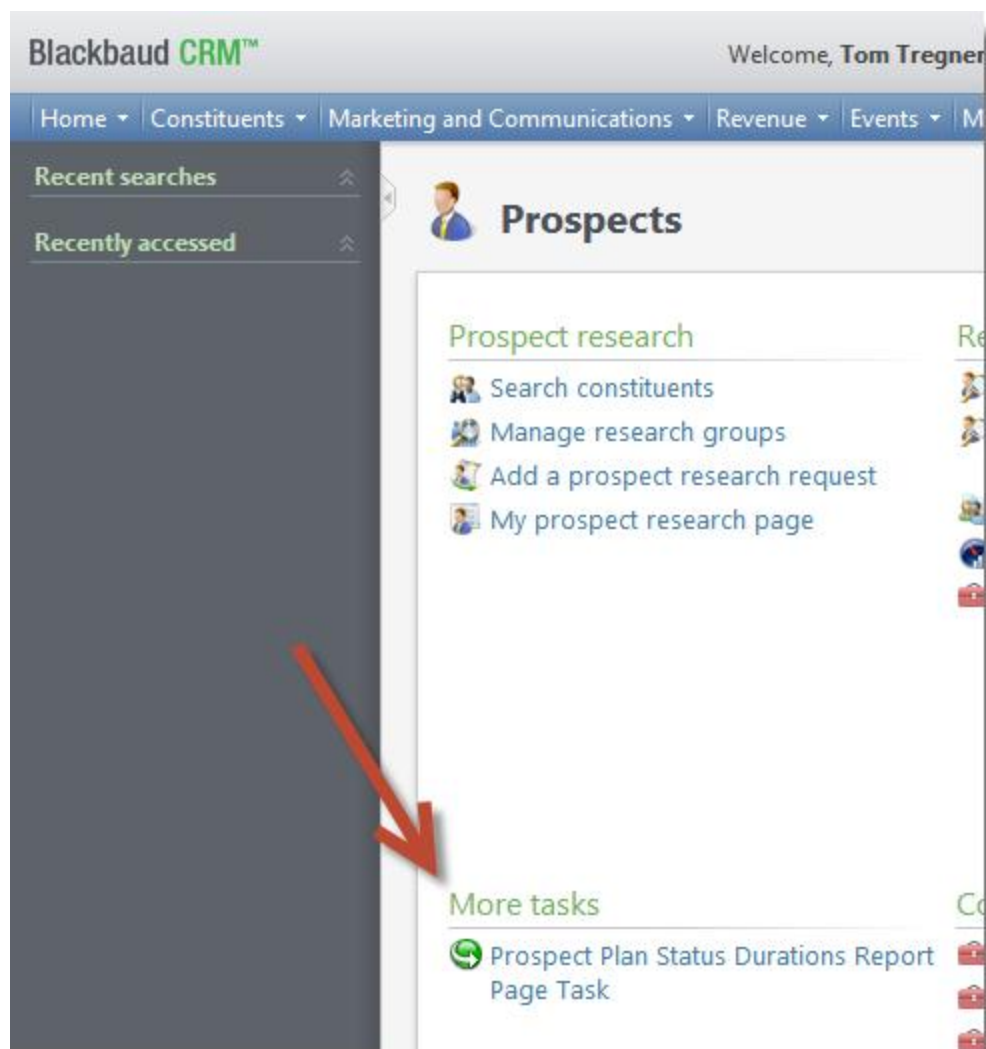 Blackbaud CRM™
Welcome, Tom Tregner
Home
Constituents
Marketing and Communications
Revenue
Events
M
Recent searches
Recently accessed
Prospects
Prospect research
Search constituents
Manage research groups
Add a prospect research request
My prospect research page
Re
More tasks
Prospect Plan Status Durations Report
Page Task
Co